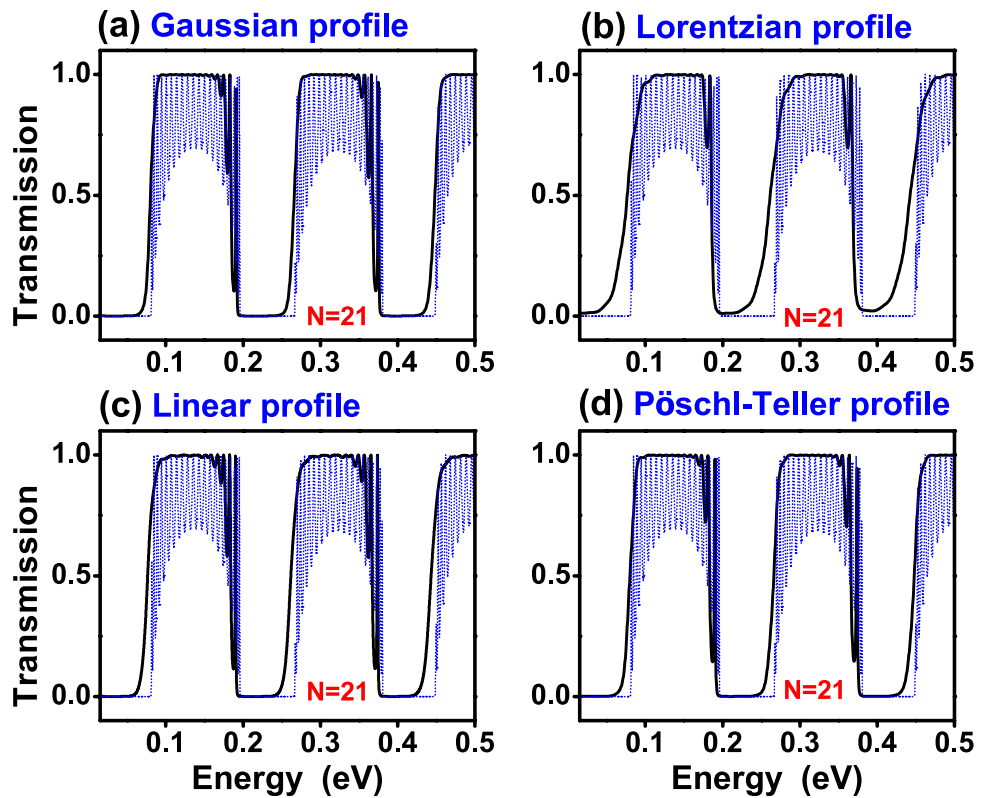 (a) Gaussian profile
(b) Lorentzian profile
Transmission
1.0
0.5
0.0
N=21
N=21
0.1 0.2 0.3 0.4 0.5
0.1 0.2 0.3 0.4 0.5
(c) Linear profile
(d) Pöschl-Teller profile
Transmission
1.0
0.5
0.0
1.0
0.5
0.0
N=21
N=21
0.1 0.2 0.3 0.4 0.5
0.1 0.2 0.3 0.4 0.5
Energy (eV)
Energy (eV)
1.0
0.5
0.0